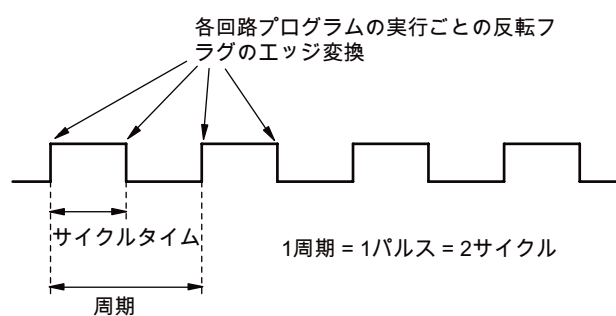 各回路プログラムの実行ごとの反転フ
ラグのエッジ変換
サイクルタイム
1周期 = 1パルス = 2サイクル
周期